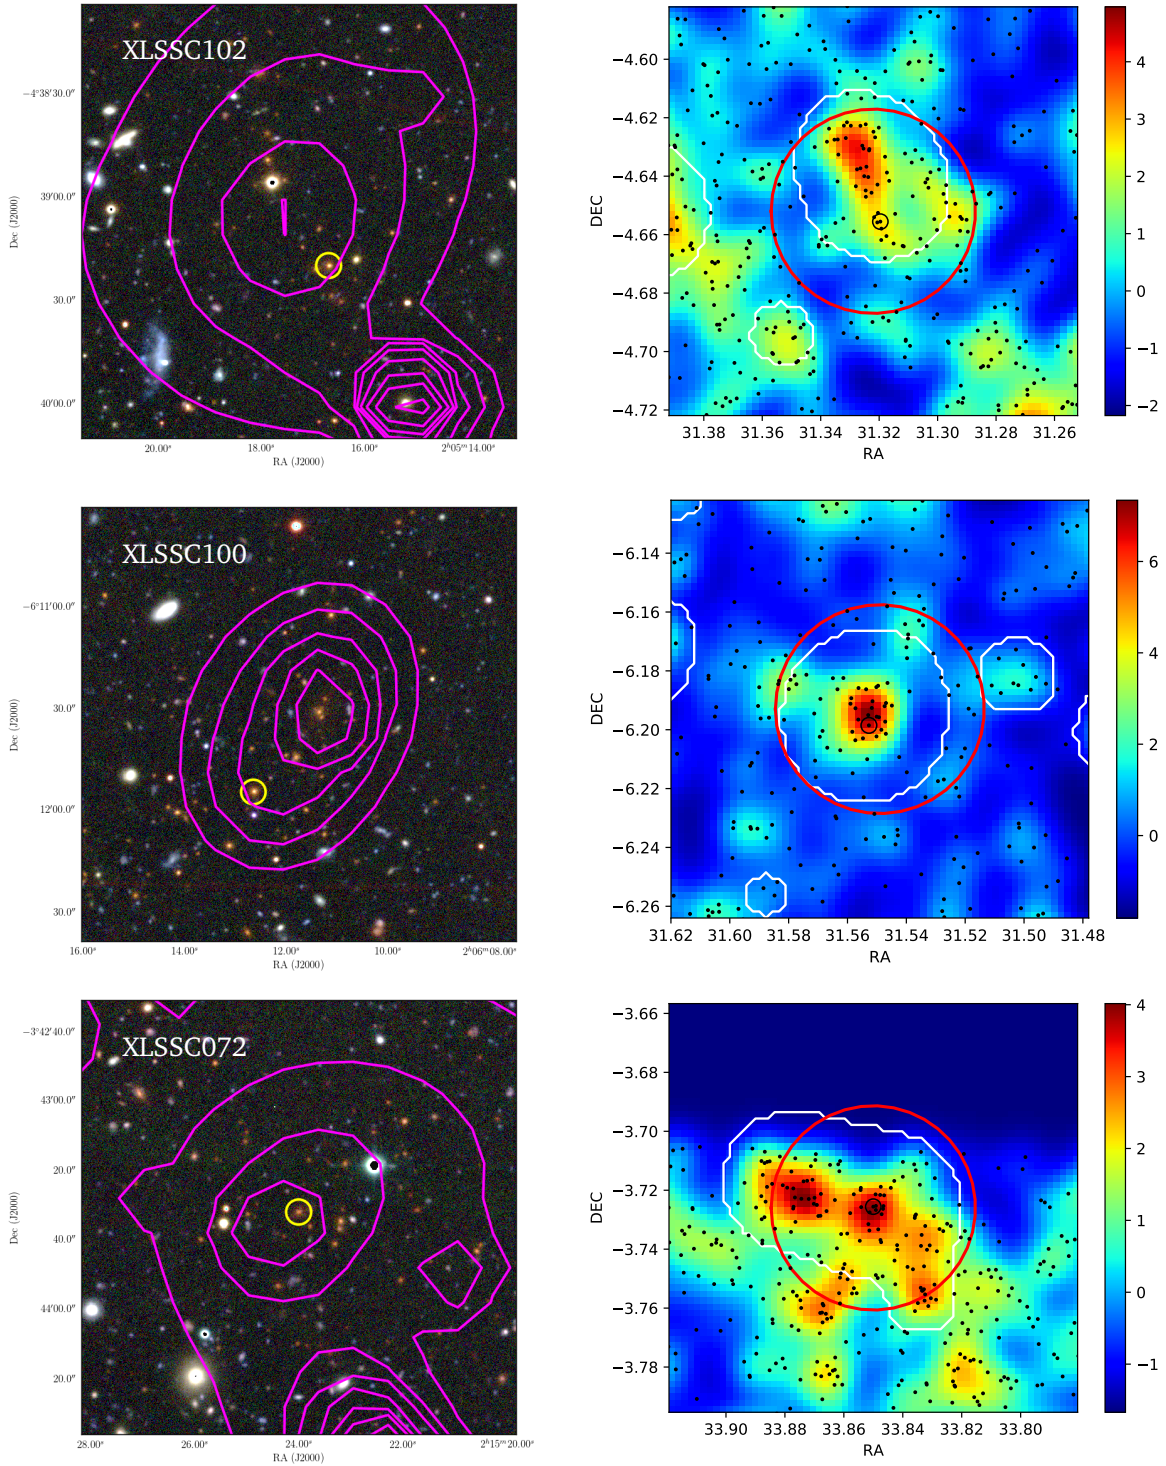 XLSSC102
−4°38′30.0″
39′00.0″
30.0″
40′00.0″
Dec (J2000)
20.00ˢ 18.00ˢ 16.00ˢ 2ʰ05ᵐ14.00ˢ
RA (J2000)
−4.60
−4.62
−4.64
−4.66
−4.68
−4.70
−4.72
DEC
31.38 31.36 31.34 31.32 31.30 31.28 31.26
RA
4
3
2
1
0
−1
−2
XLSSC100
−6°11′00.0″
30.0″
12′00.0″
30.0″
Dec (J2000)
16.00ˢ 14.00ˢ 12.00ˢ 10.00ˢ 2ʰ06ᵐ08.00ˢ
RA (J2000)
−6.14
−6.16
−6.18
−6.20
−6.22
−6.24
−6.26
DEC
31.62 31.60 31.58 31.56 31.54 31.52 31.50 31.48
RA
6
4
2
0
XLSSC072
−3°42′40.0″
43′00.0″
20.0″
40.0″
44′00.0″
20.0″
Dec (J2000)
28.00ˢ 26.00ˢ 24.00ˢ 22.00ˢ 2ʰ15ᵐ20.00ˢ
RA (J2000)
−3.66
−3.68
−3.70
−3.72
−3.74
−3.76
−3.78
DEC
33.90 33.88 33.86 33.84 33.82 33.80
RA
4
3
2
1
0
−1